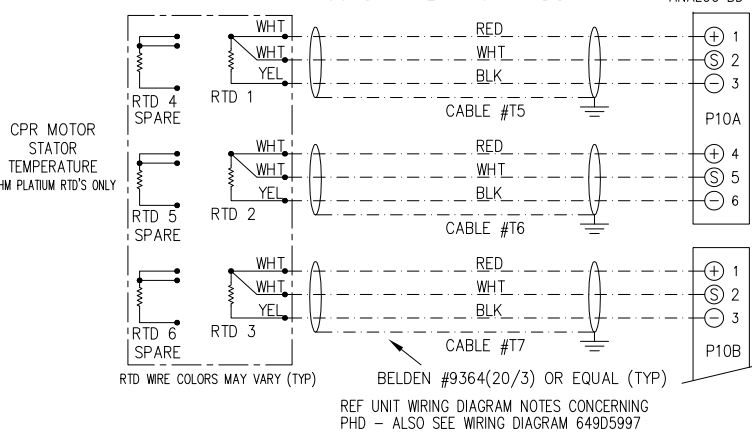 WHT
WHT
YEL
RTD 4
SPARE
RTD 1
RED
WHT
BLK
CABLE #T5
+ 1
S 2
- 3
P10A
CPR MOTOR
STATOR
TEMPERATURE
HM PLATIUM RTD'S ONLY
WHT
WHT
YEL
RTD 5
SPARE
RTD 2
RED
WHT
BLK
CABLE #T6
+ 4
S 5
- 6
WHT
WHT
YEL
RTD 6
SPARE
RTD 3
RED
WHT
BLK
CABLE #T7
+ 1
S 2
- 3
P10B
RTD WIRE COLORS MAY VARY (TYP)
BELDEN #9364(20/3) OR EQUAL (TYP)
REF UNIT WIRING DIAGRAM NOTES CONCERNING
PHD - ALSO SEE WIRING DIAGRAM 649D5997